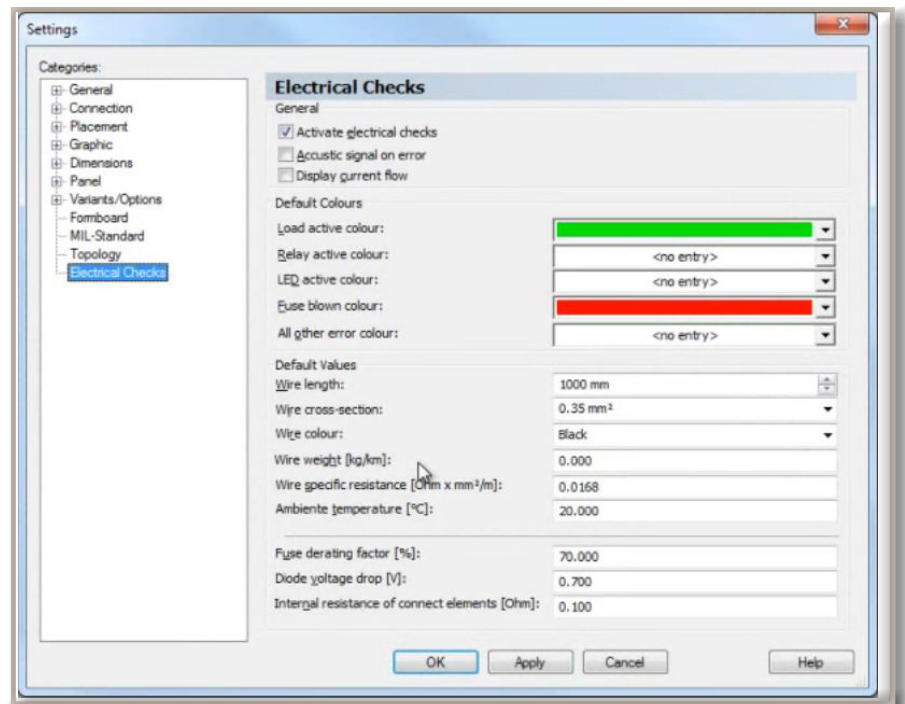 Settings
Categories:
General
Connection
Placement
Graphic
Dimensions
Panel
Variants/Options
Formboard
MIL-Standard
Topology
Electrical Checks
Electrical Checks
General
Activate electrical checks
Accustic signal on error
Display current flow
Default Colours
Load active colour:
Relay active colour: <no entry>
LED active colour: <no entry>
Fuse blown colour:
All other error colour: <no entry>
Default Values
Wire length: 1000 mm
Wire cross-section: 0.35 mm²
Wire colour: Black
Wire weight [kg/km]: 0.000
Wire specific resistance [Ohm x mm²/m]: 0.0168
Ambiente temperature [°C]: 20.000
Fuse derating factor [%]: 70.000
Diode voltage drop [V]: 0.700
Internal resistance of connect elements [Ohm]: 0.100
OK Apply Cancel Help